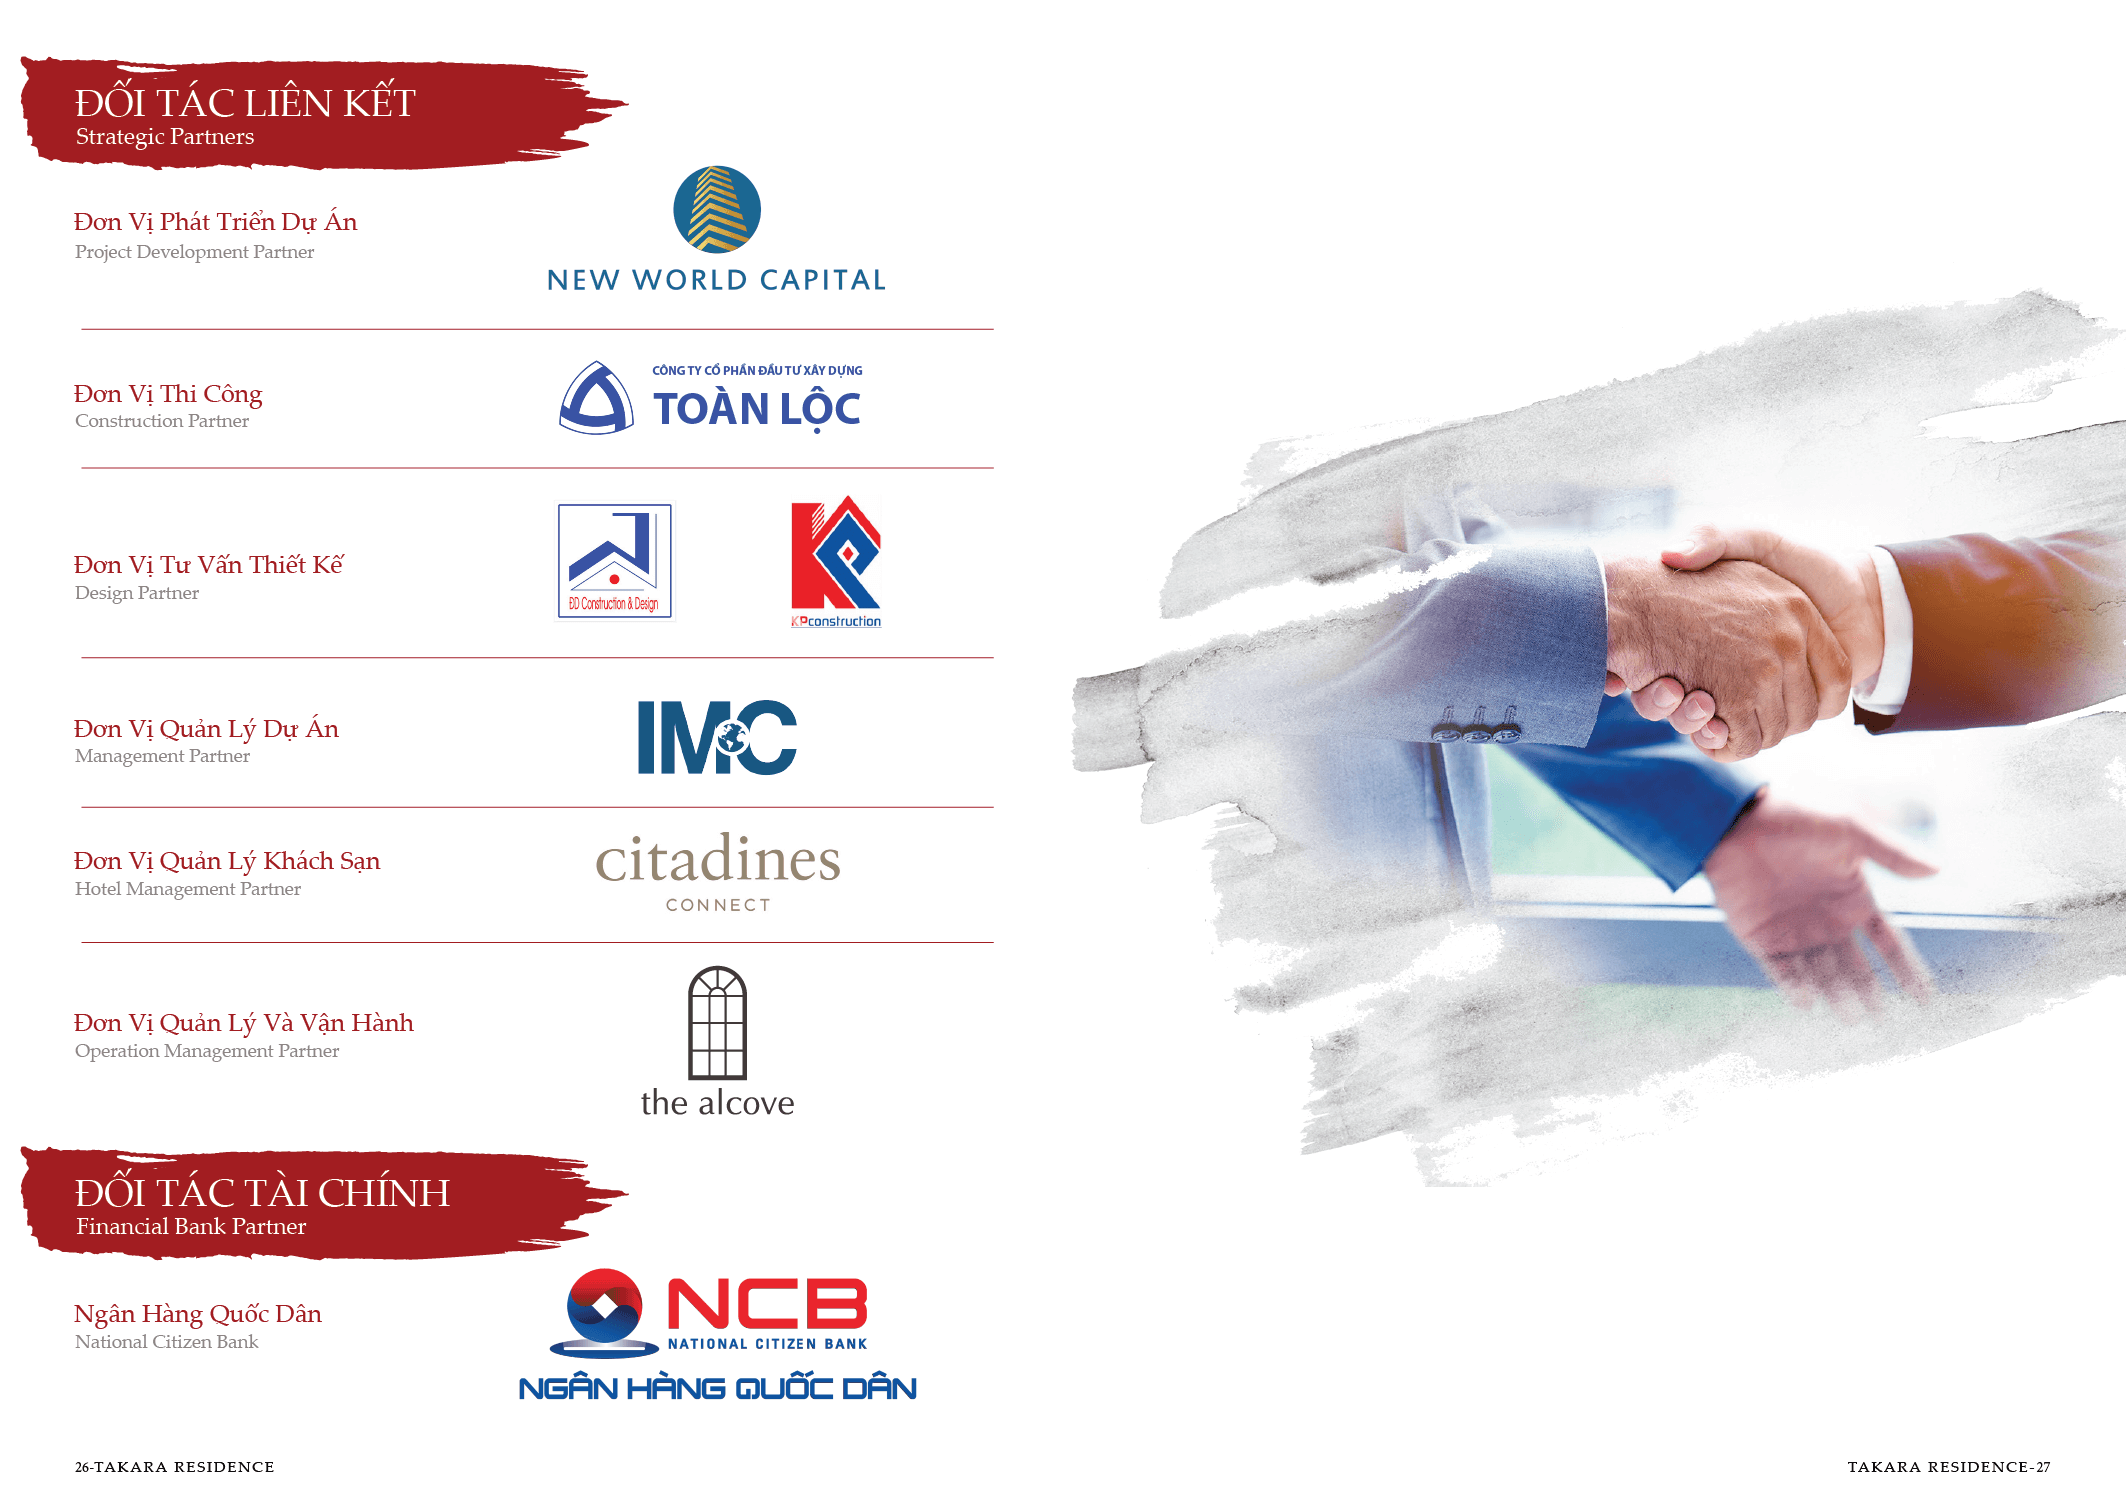 ĐỐI TÁC LIÊN KẾT
Strategic Partners
Đơn Vị Phát Triển Dự Án
Project Development Partner
NEW WORLD CAPITAL
Đơn Vị Thi Công
Construction Partner
CÔNG TY CỔ PHẦN ĐẦU TƯ XÂY DỰNG
TOÀN LỘC
Đơn Vị Tư Vấn Thiết Kế
Design Partner
ĐD Construction & Design
KPconstruction
Đơn Vị Quản Lý Dự Án
Management Partner
IMC
Đơn Vị Quản Lý Khách Sạn
Hotel Management Partner
citadines
CONNECT
Đơn Vị Quản Lý Và Vận Hành
Operation Management Partner
the alcove
ĐỐI TÁC TÀI CHÍNH
Financial Bank Partner
Ngân Hàng Quốc Dân
National Citizen Bank
NCB
NATIONAL CITIZEN BANK
NGÂN HÀNG QUỐC DÂN
26-TAKARA RESIDENCE
TAKARA RESIDENCE-27